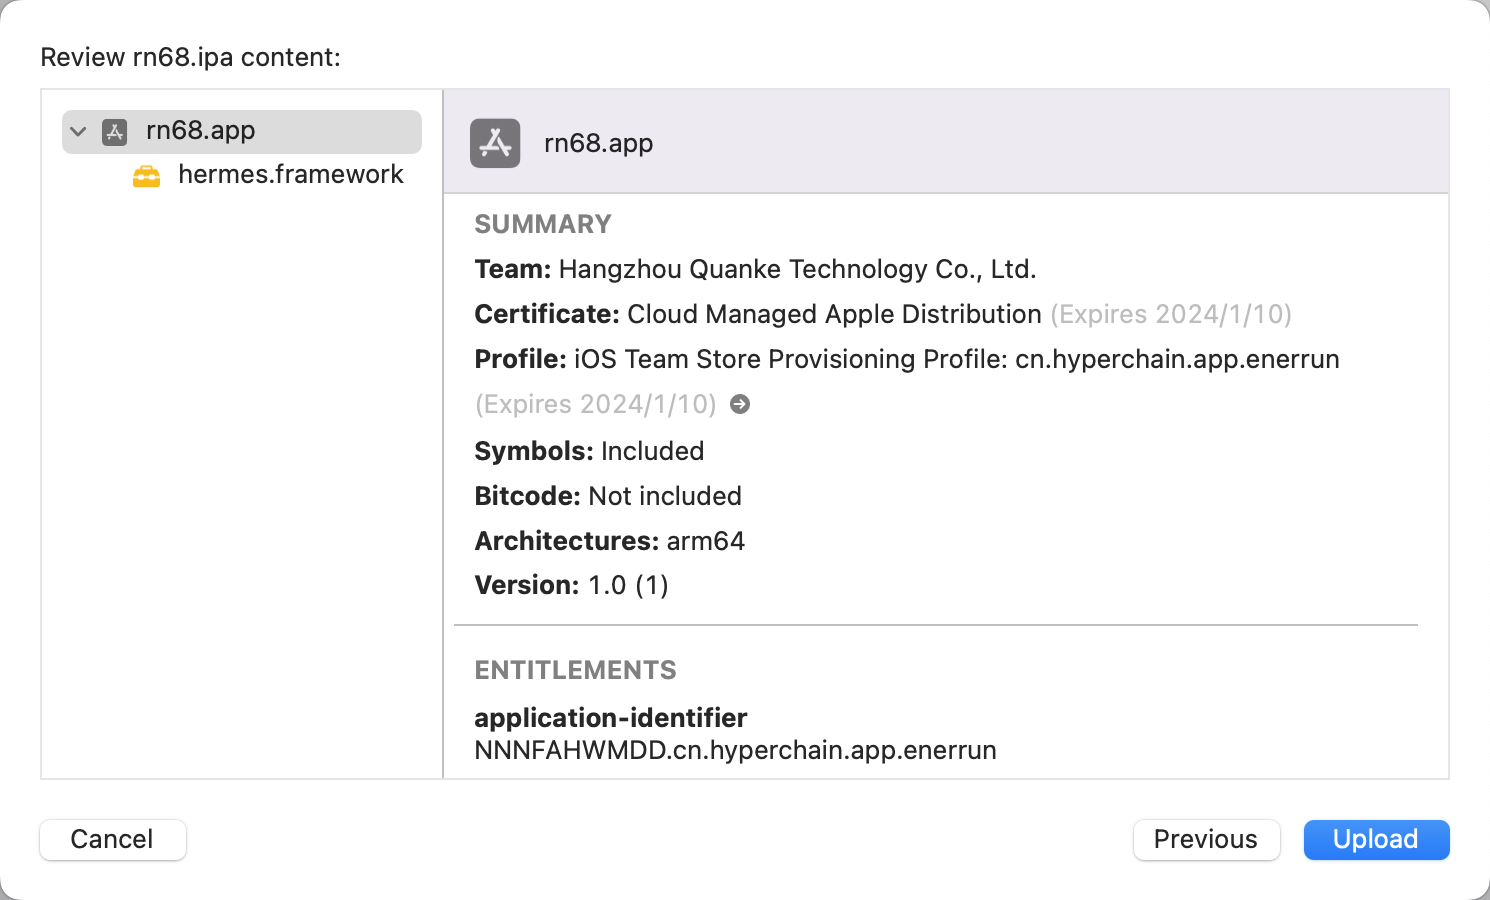 Review rn68.ipa content:
rn68.app
hermes.framework
rn68.app
SUMMARY
Team: Hangzhou Quanke Technology Co., Ltd.
Certificate: Cloud Managed Apple Distribution (Expires 2024/1/10)
Profile: iOS Team Store Provisioning Profile: cn.hyperchain.app.enerrun
(Expires 2024/1/10)
Symbols: Included
Bitcode: Not included
Architectures: arm64
Version: 1.0 (1)
ENTITLEMENTS
application-identifier
NNNFAHWMDD.cn.hyperchain.app.enerrun
Cancel
Previous
Upload